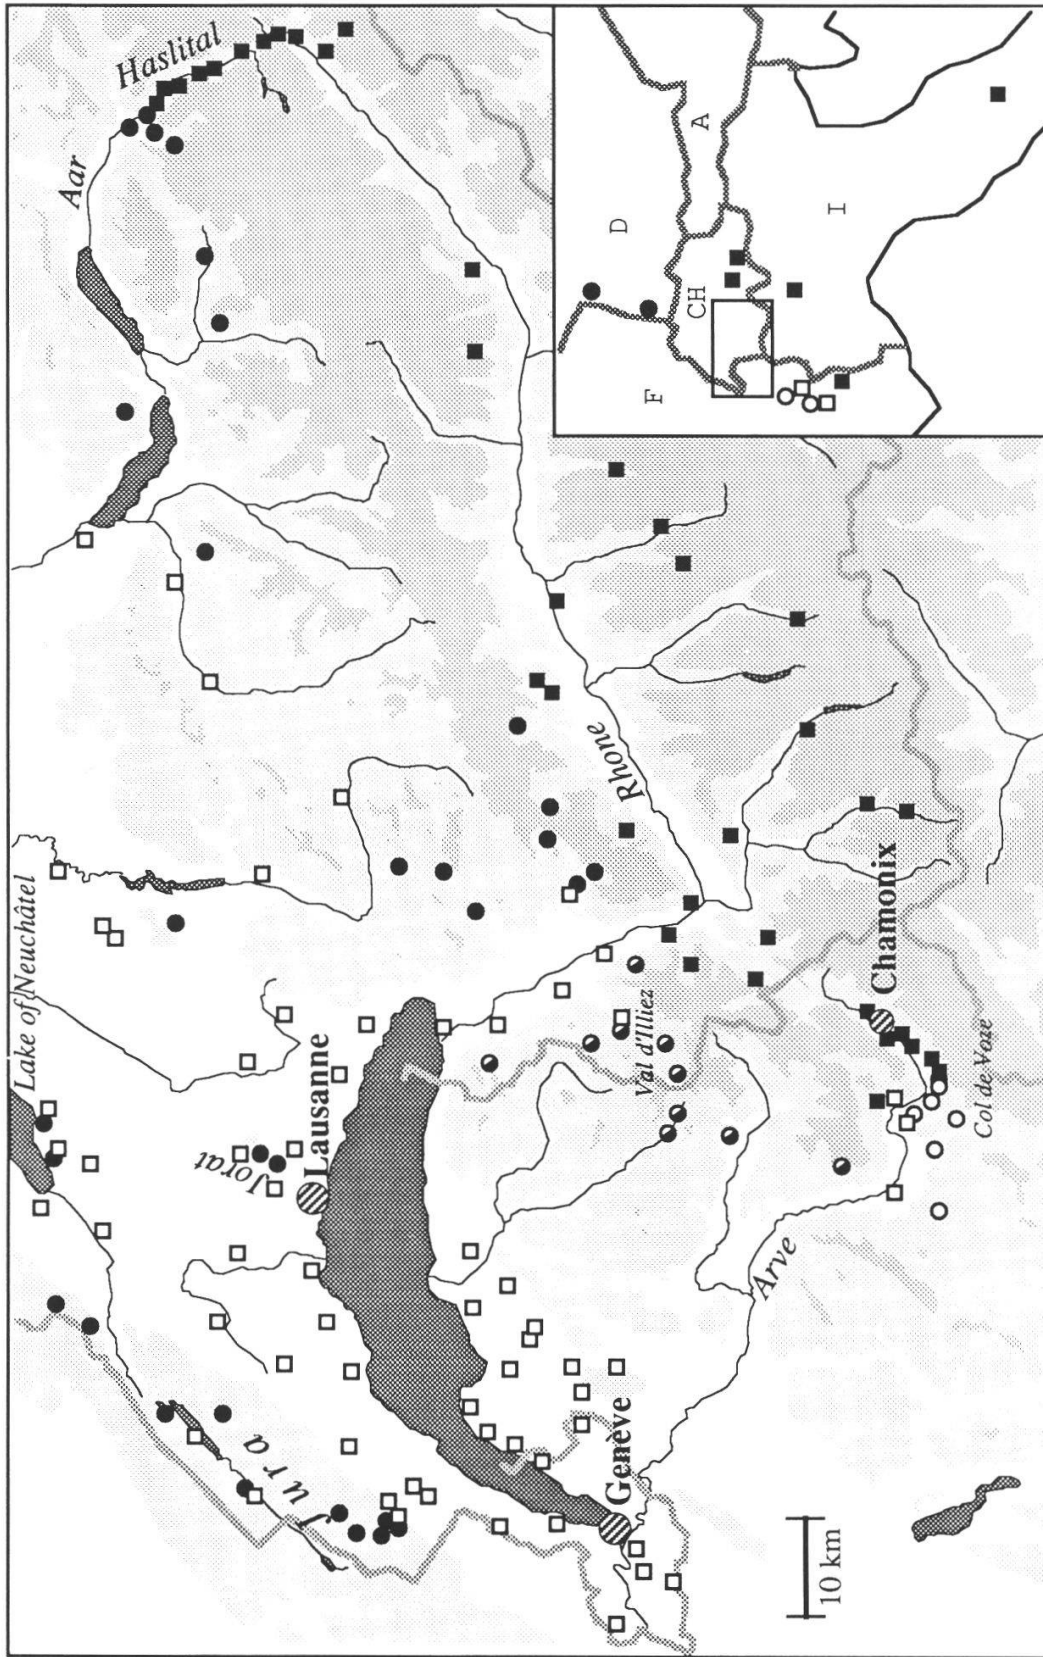 Haslital
Aar
Lake of Neuchâtel
Jorat
Lausanne
Jura
Rhone
Val d'Illiez
Chamonix
Col de Voze
Arve
Genève
10 km
D
A
F
CH
I